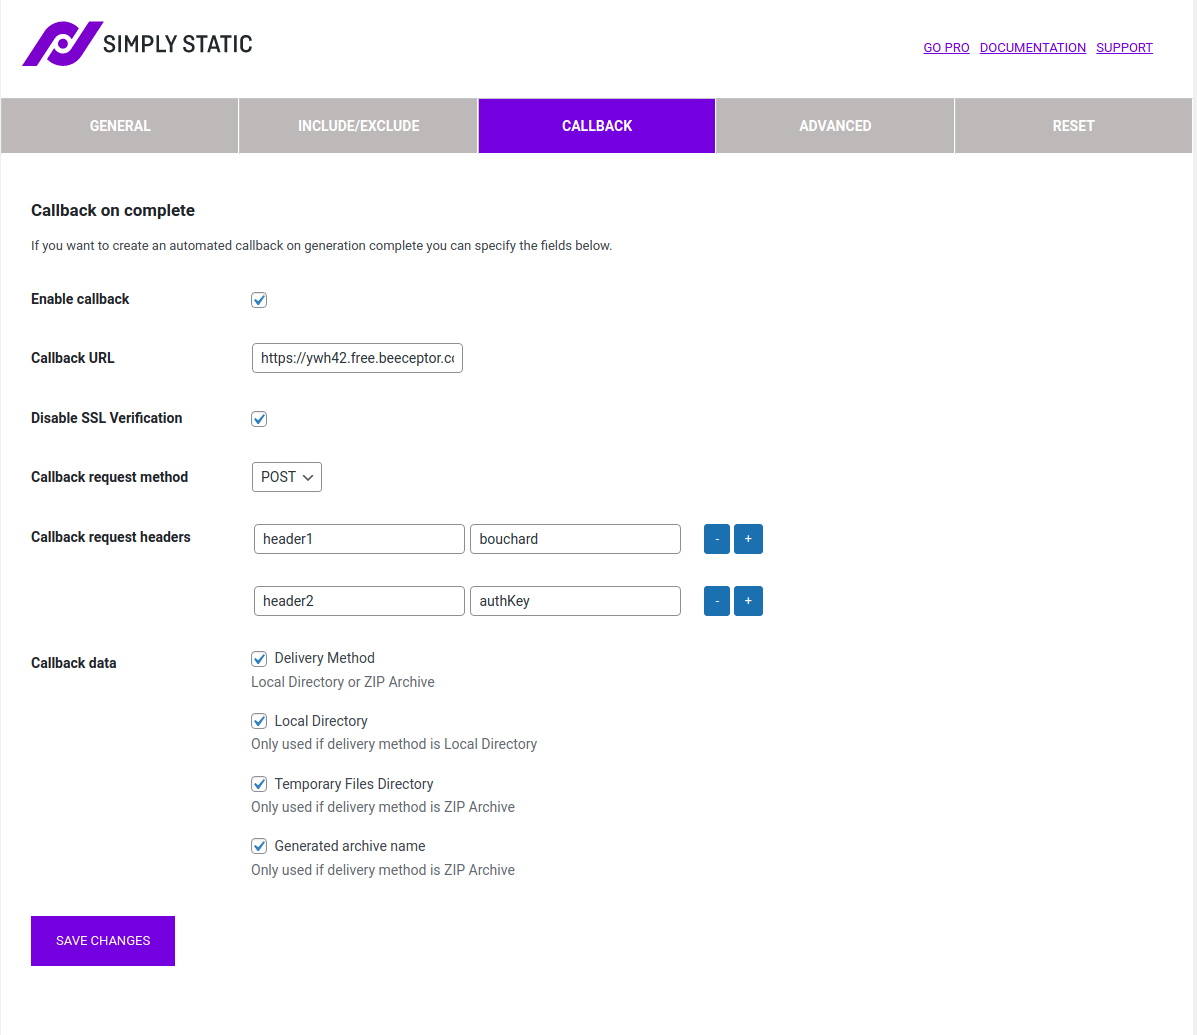 SIMPLY STATIC
GO PRO DOCUMENTATION SUPPORT
GENERAL INCLUDE/EXCLUDE CALLBACK ADVANCED RESET
Callback on complete
If you want to create an automated callback on generation complete you can specify the fields below.
Enable callback
Callback URL https://ywh42.free.beeceptor.co
Disable SSL Verification
Callback request method POST
Callback request headers header1 bouchard - +
header2 authKey - +
Callback data Delivery Method
Local Directory or ZIP Archive
Local Directory
Only used if delivery method is Local Directory
Temporary Files Directory
Only used if delivery method is ZIP Archive
Generated archive name
Only used if delivery method is ZIP Archive
SAVE CHANGES